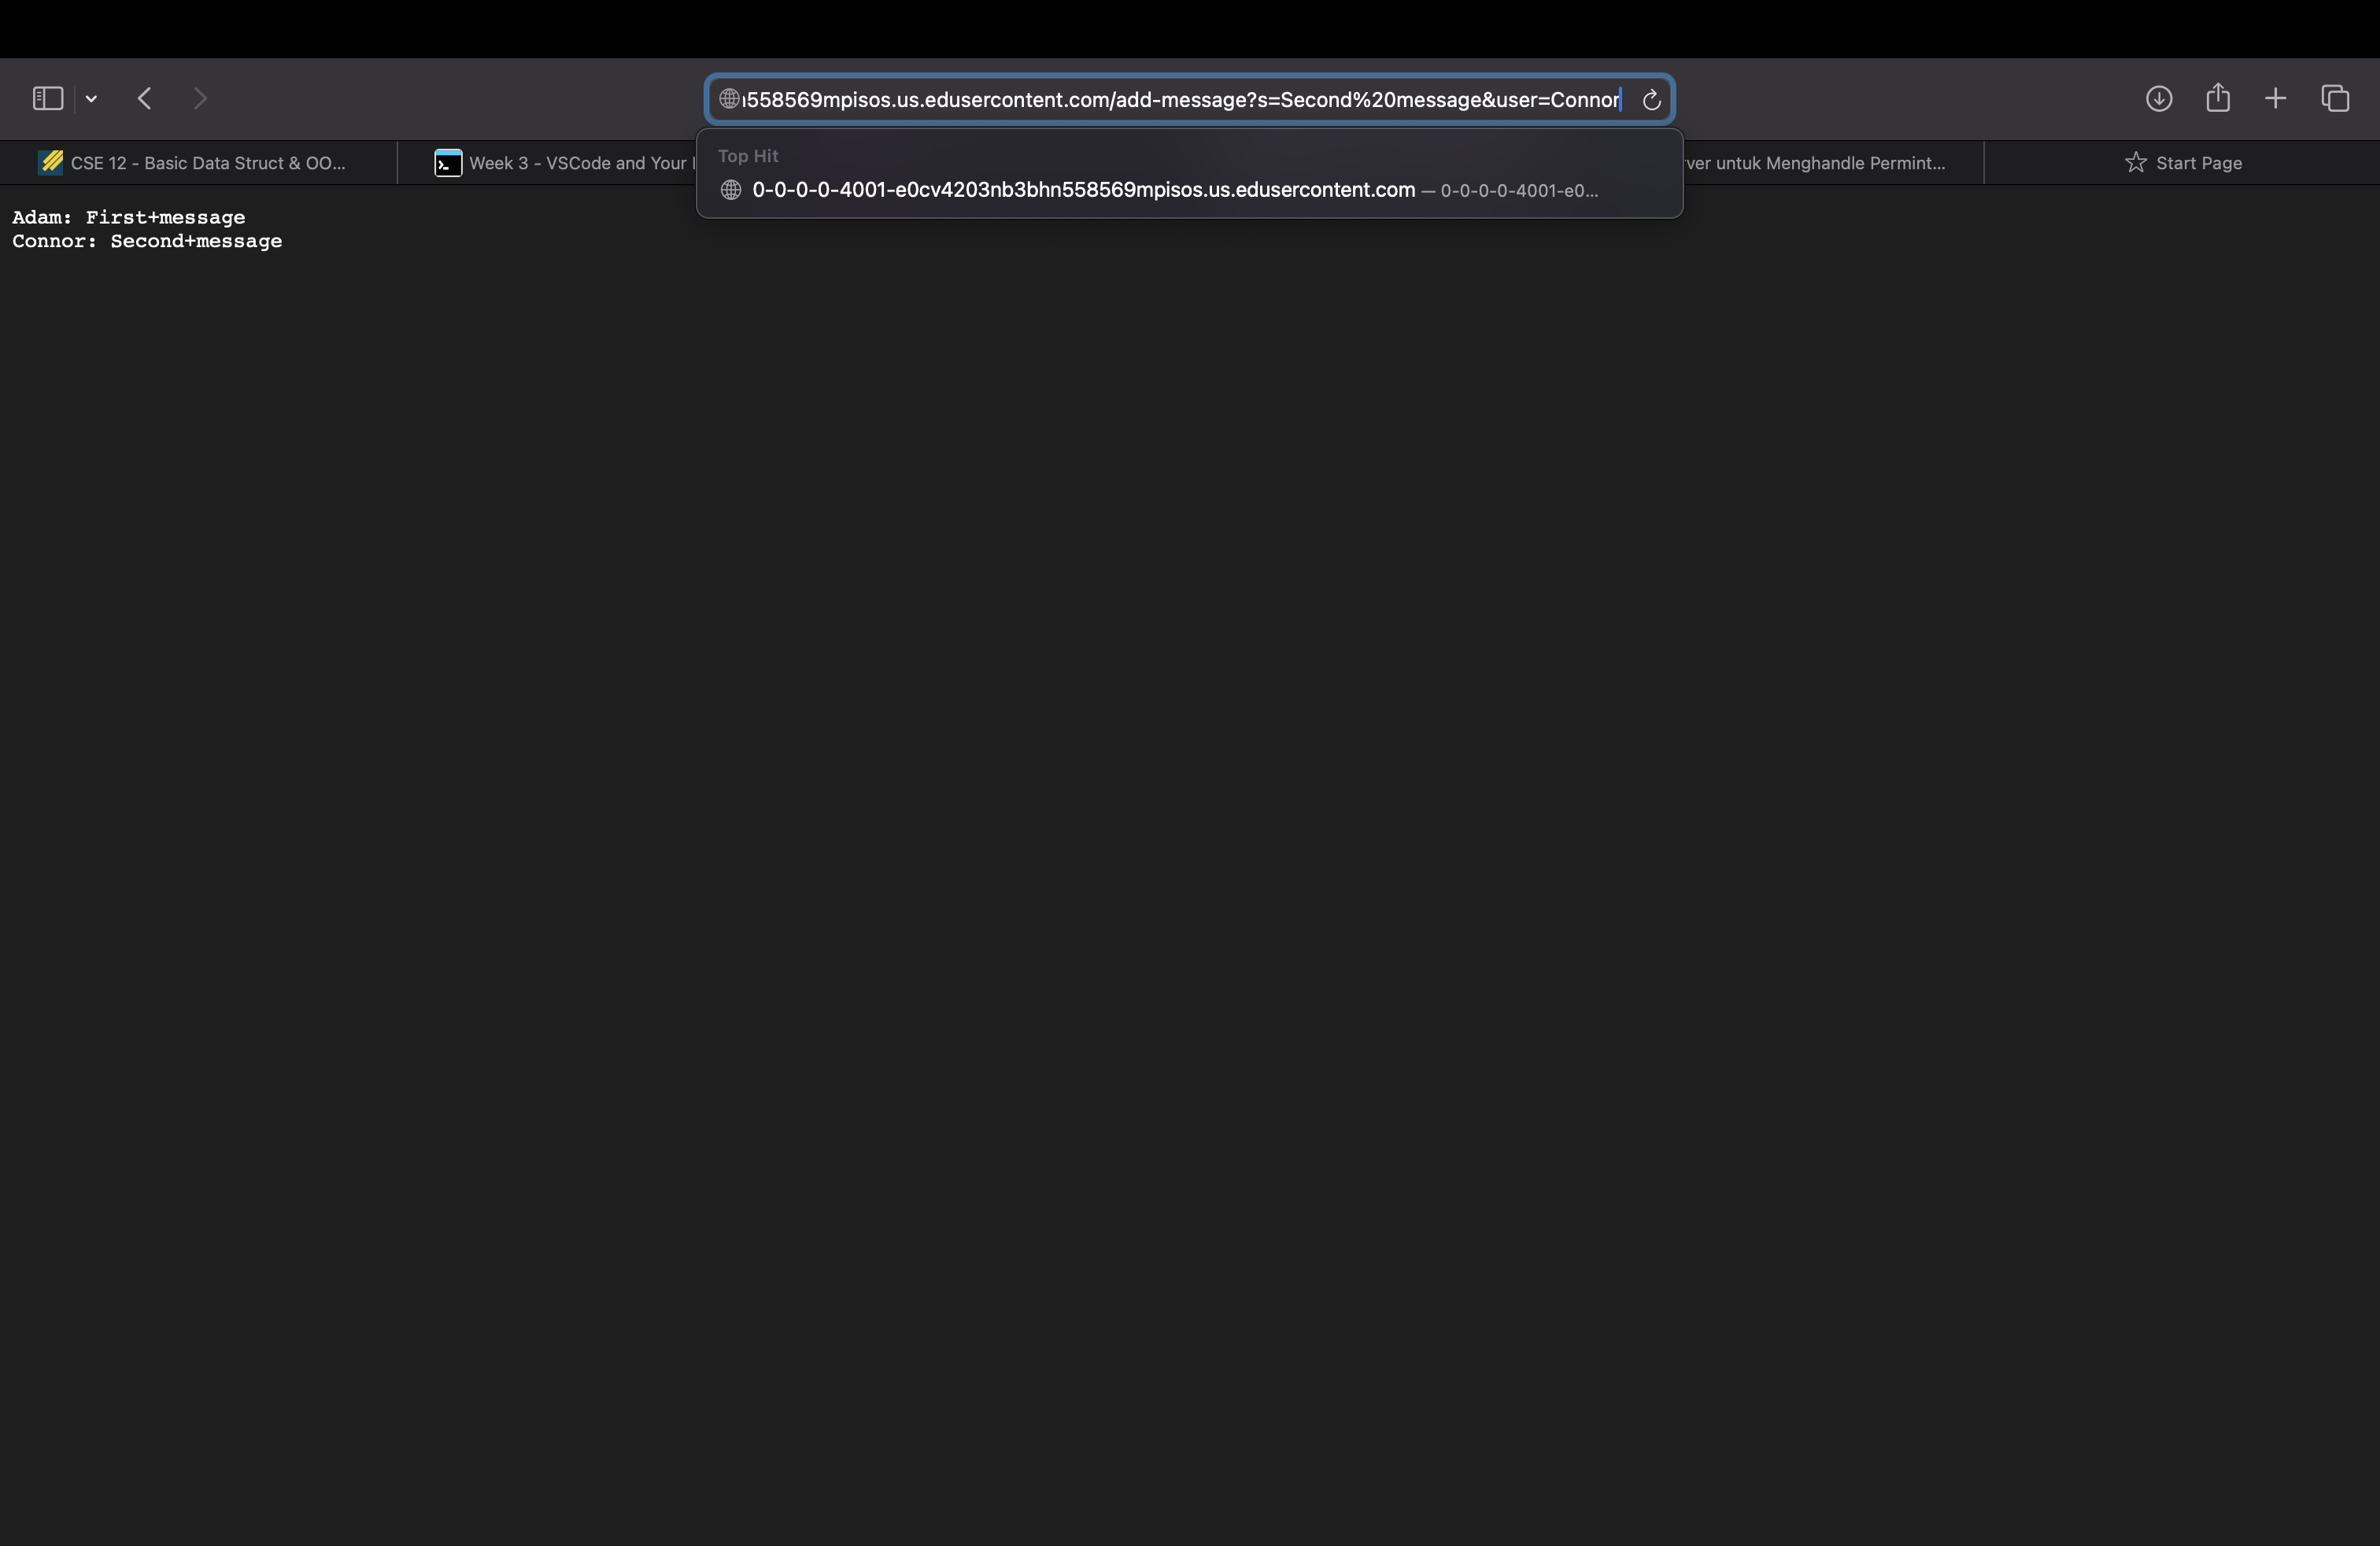 558569mpisos.us.edusercontent.com/add-message?s=Second%20message&user=Connor
CSE 12 - Basic Data Struct & OO...
Week 3 - VSCode and Your
ver untuk Menghandle Permint...
Start Page
Top Hit
0-0-0-0-4001-e0cv4203nb3bhn558569mpisos.us.edusercontent.com — 0-0-0-0-4001-e0...
Adam: First+message
Connor: Second+message